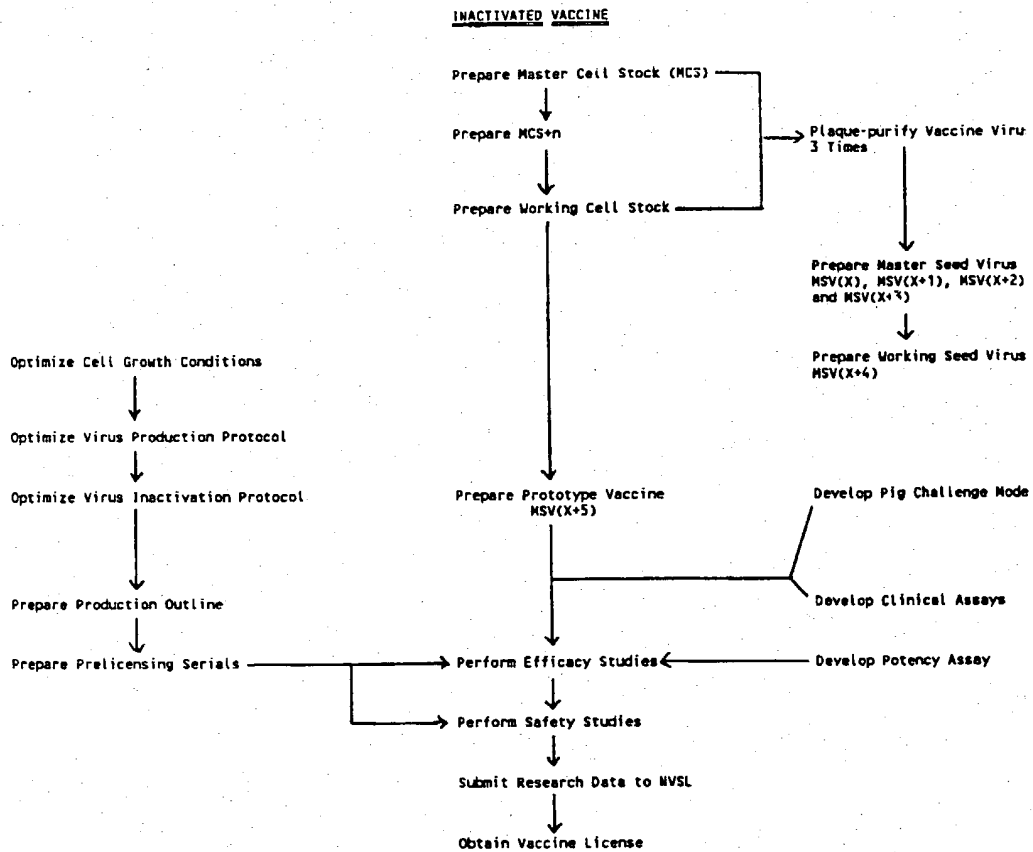 INACTIVATED VACCINE
Prepare Master Cell Stock (MCS)
Prepare MCS+n
Plaque-purify Vaccine Viru
3 Times
Prepare Working Cell Stock
Prepare Master Seed Virus
MSV(X), MSV(X+1), MSV(X+2)
and MSV(X+3)
Prepare Working Seed Virus
MSV(X+4)
Optimize Cell Growth Conditions
Optimize Virus Production Protocol
Optimize Virus Inactivation Protocol
Prepare Prototype Vaccine
MSV(X+5)
Develop Pig Challenge Mode
Develop Clinical Assays
Prepare Production Outline
Prepare Prelicensing Serials
Perform Efficacy Studies
Develop Potency Assay
Perform Safety Studies
Submit Research Data to NVSL
Obtain Vaccine License